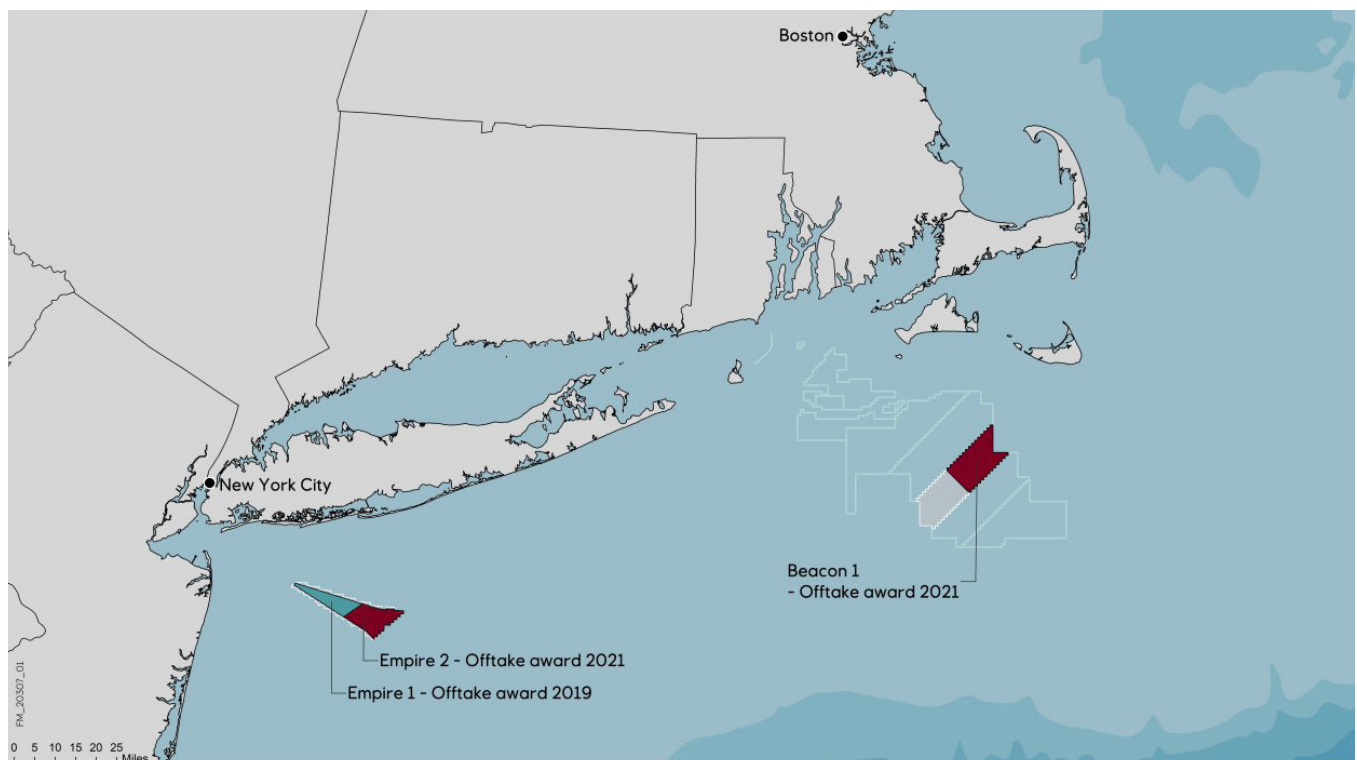 Boston
New York City
Beacon 1
- Offtake award 2021
Empire 2 - Offtake award 2021
Empire 1 - Offtake award 2019
FM_20307_01
0 5 10 15 20 25
Miles